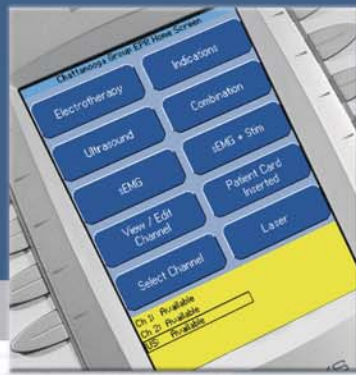 Chattanooga Group EPR Home Screen
Electrotherapy
Indications
Ultrasound
Combination
sEMG
sEMG + Stim
View / Edit
Channel
Patient Card
Inserted
Select Channel
Laser
Ch 1: Available
Ch 2: Available
US: Available